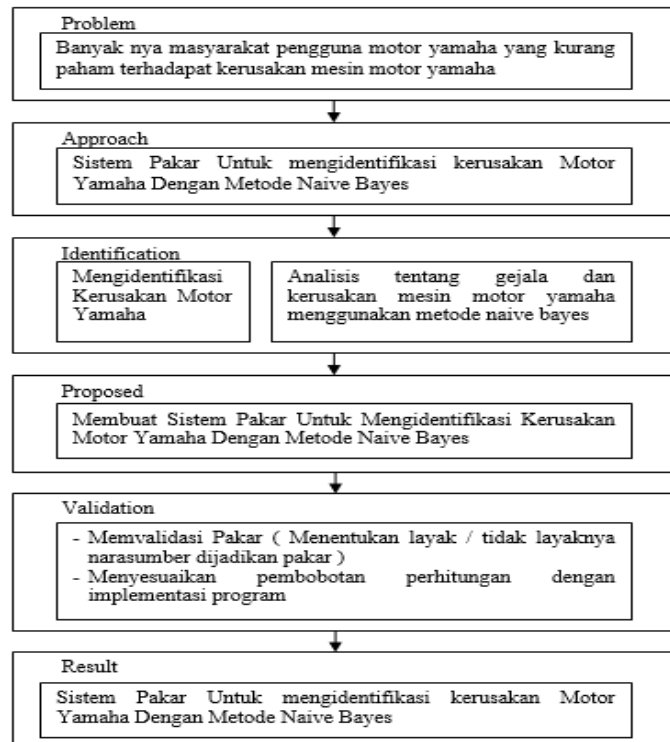 Problem
Banyak nya masyarakat pengguna motor yamaha yang kurang
paham terhadapat kerusakan mesin motor yamaha
Approach
Sistem Pakar Untuk mengidentifikasi kerusakan Motor
Yamaha Dengan Metode Naive Bayes
Identification
Mengidentifikasi
Kerusakan Motor
Yamaha
Analisis tentang gejala dan
kerusakan mesin motor yamaha
menggunakan metode naive bayes
Proposed
Membuat Sistem Pakar Untuk Mengidentifikasi Kerusakan
Motor Yamaha Dengan Metode Naive Bayes
Validation
- Memvalidasi Pakar ( Menentukan layak / tidak layaknya
narasumber dijadikan pakar )
- Menyesuaikan pembobotan perhitungan dengan
implementasi program
Result
Sistem Pakar Untuk mengidentifikasi kerusakan Motor
Yamaha Dengan Metode Naive Bayes